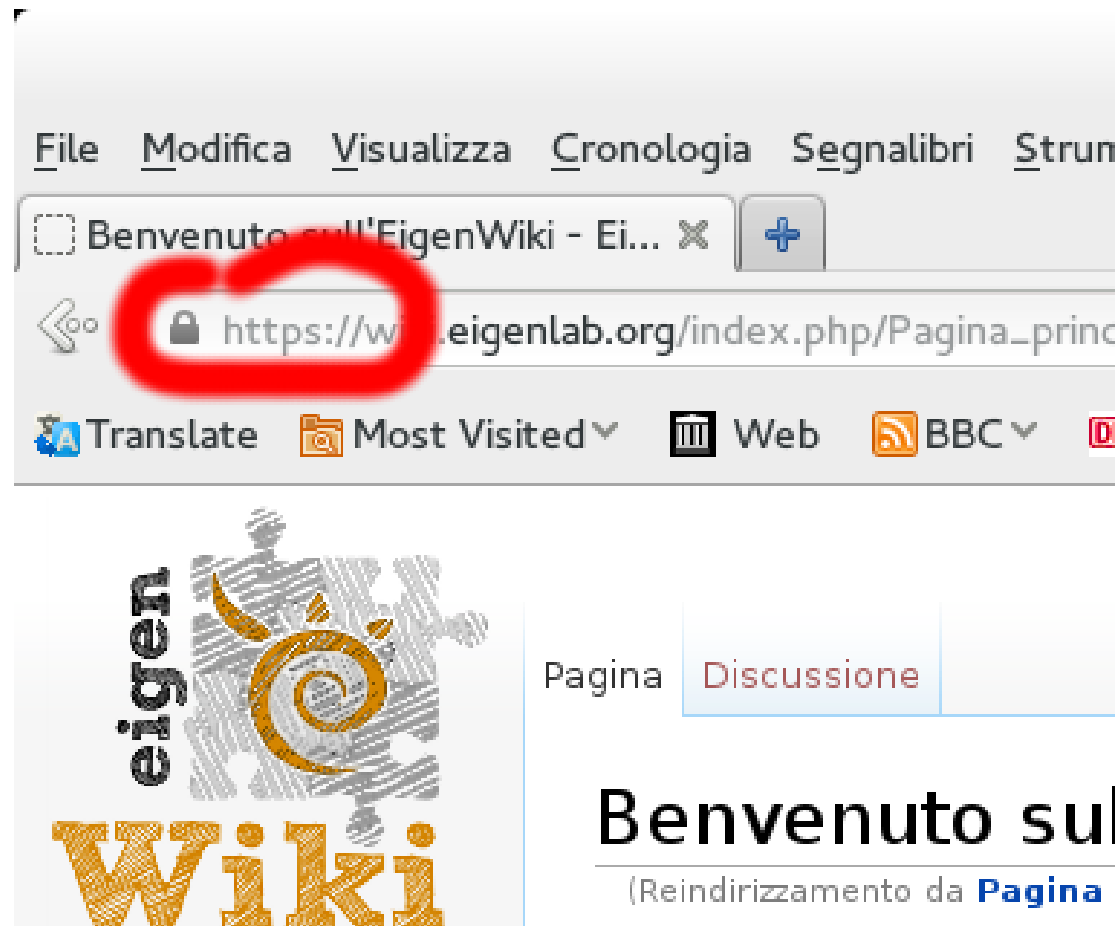 File Modifica Visualizza Cronologia Segnalibri Strum
Benvenuto sull'EigenWiki - Ei...
https://w .eigenlab.org/index.php/Pagina_princ
Translate Most Visited Web BBC D
eigen
Wiki
Pagina Discussione
Benvenuto sul
(Reindirizzamento da Pagina